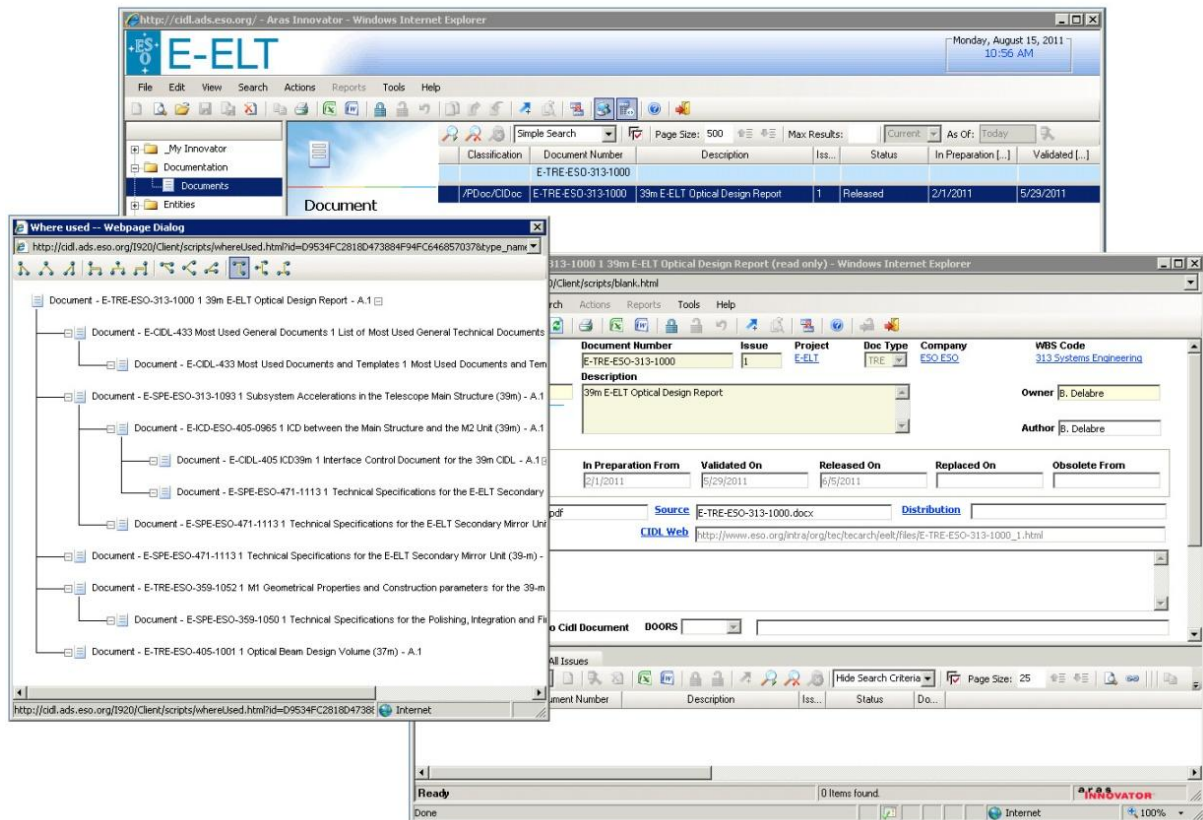 http://cidl.ads.eso.org/ - Aras Innovator - Windows Internet Explorer
ES
O
E-ELT
Monday, August 15, 2011
10:56 AM
File Edit View Search Actions Reports Tools Help
Simple Search Page Size: 500 Max Results: Current As Of: Today
_My Innovator
Documentation
Documents
Entities
Document
Classification Document Number Description Iss... Status In Preparation [...] Validated [...]
E-TRE-ESO-313-1000
/PDoc/CIDoc E-TRE-ESO-313-1000 39m E-ELT Optical Design Report 1 Released 2/1/2011 5/29/2011
Where used -- Webpage Dialog
http://cidl.ads.eso.org/I920/Client/scripts/whereUsed.html?id=D9534FC2818D473884F94FC646857037&type_name
Document - E-TRE-ESO-313-1000 1 39m E-ELT Optical Design Report - A.1
Document - E-CIDL-433 Most Used General Documents 1 List of Most Used General Technical Documents
Document - E-CIDL-433 Most Used Documents and Templates 1 Most Used Documents and Tem
Document - E-SPE-ESO-313-1093 1 Subsystem Accelerations in the Telescope Main Structure (39m) - A.1
Document - E-ICD-ESO-405-0965 1 ICD between the Main Structure and the M2 Unit (39m) - A.1
Document - E-CIDL-405 ICD39m 1 Interface Control Document for the 39m CIDL - A.1
Document - E-SPE-ESO-471-1113 1 Technical Specifications for the E-ELT Secondary
Document - E-SPE-ESO-471-1113 1 Technical Specifications for the E-ELT Secondary Mirror Unit
Document - E-SPE-ESO-471-1113 1 Technical Specifications for the E-ELT Secondary Mirror Unit (39-m) -
Document - E-TRE-ESO-359-1052 1 M1 Geometrical Properties and Construction parameters for the 39-m
Document - E-SPE-ESO-359-1050 1 Technical Specifications for the Polishing, Integration and Fi
Document - E-TRE-ESO-405-1001 1 Optical Beam Design Volume (37m) - A.1
http://cidl.ads.eso.org/I920/Client/scripts/whereUsed.html?id=D9534FC2818D4738 Internet
313-1000 1 39m E-ELT Optical Design Report (read only) - Windows Internet Explorer
0/Client/scripts/blank.html
rch Actions Reports Tools Help
Document Number Issue Project Doc Type Company WBS Code
E-TRE-ESO-313-1000 1 E-ELT TRE ESO ESO 313 Systems Engineering
Description
39m E-ELT Optical Design Report
Owner B. Delabre
Author B. Delabre
In Preparation From Validated On Released On Replaced On Obsolete From
2/1/2011 5/29/2011 6/5/2011
pdf Source E-TRE-ESO-313-1000.docx Distribution
CIDL Web http://www.eso.org/intra/org/tec/tecarch/eelt/files/E-TRE-ESO-313-1000_1.html
o Cidl Document DOORS
All Issues
Hide Search Criteria Page Size: 25
ument Number Description Iss... Status Do...
Ready 0 Items found. aras INNOVATOR
Done Internet 100%